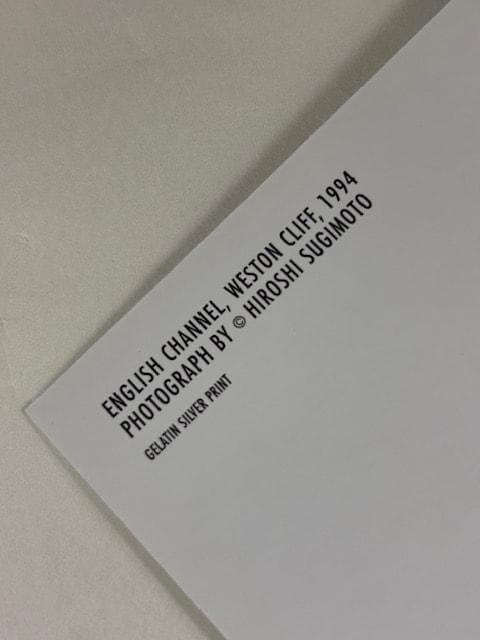 ENGLISH CHANNEL, WESTON CLIFF, 1994
PHOTOGRAPH BY © HIROSHI SUGIMOTO
GELATIN SILVER PRINT